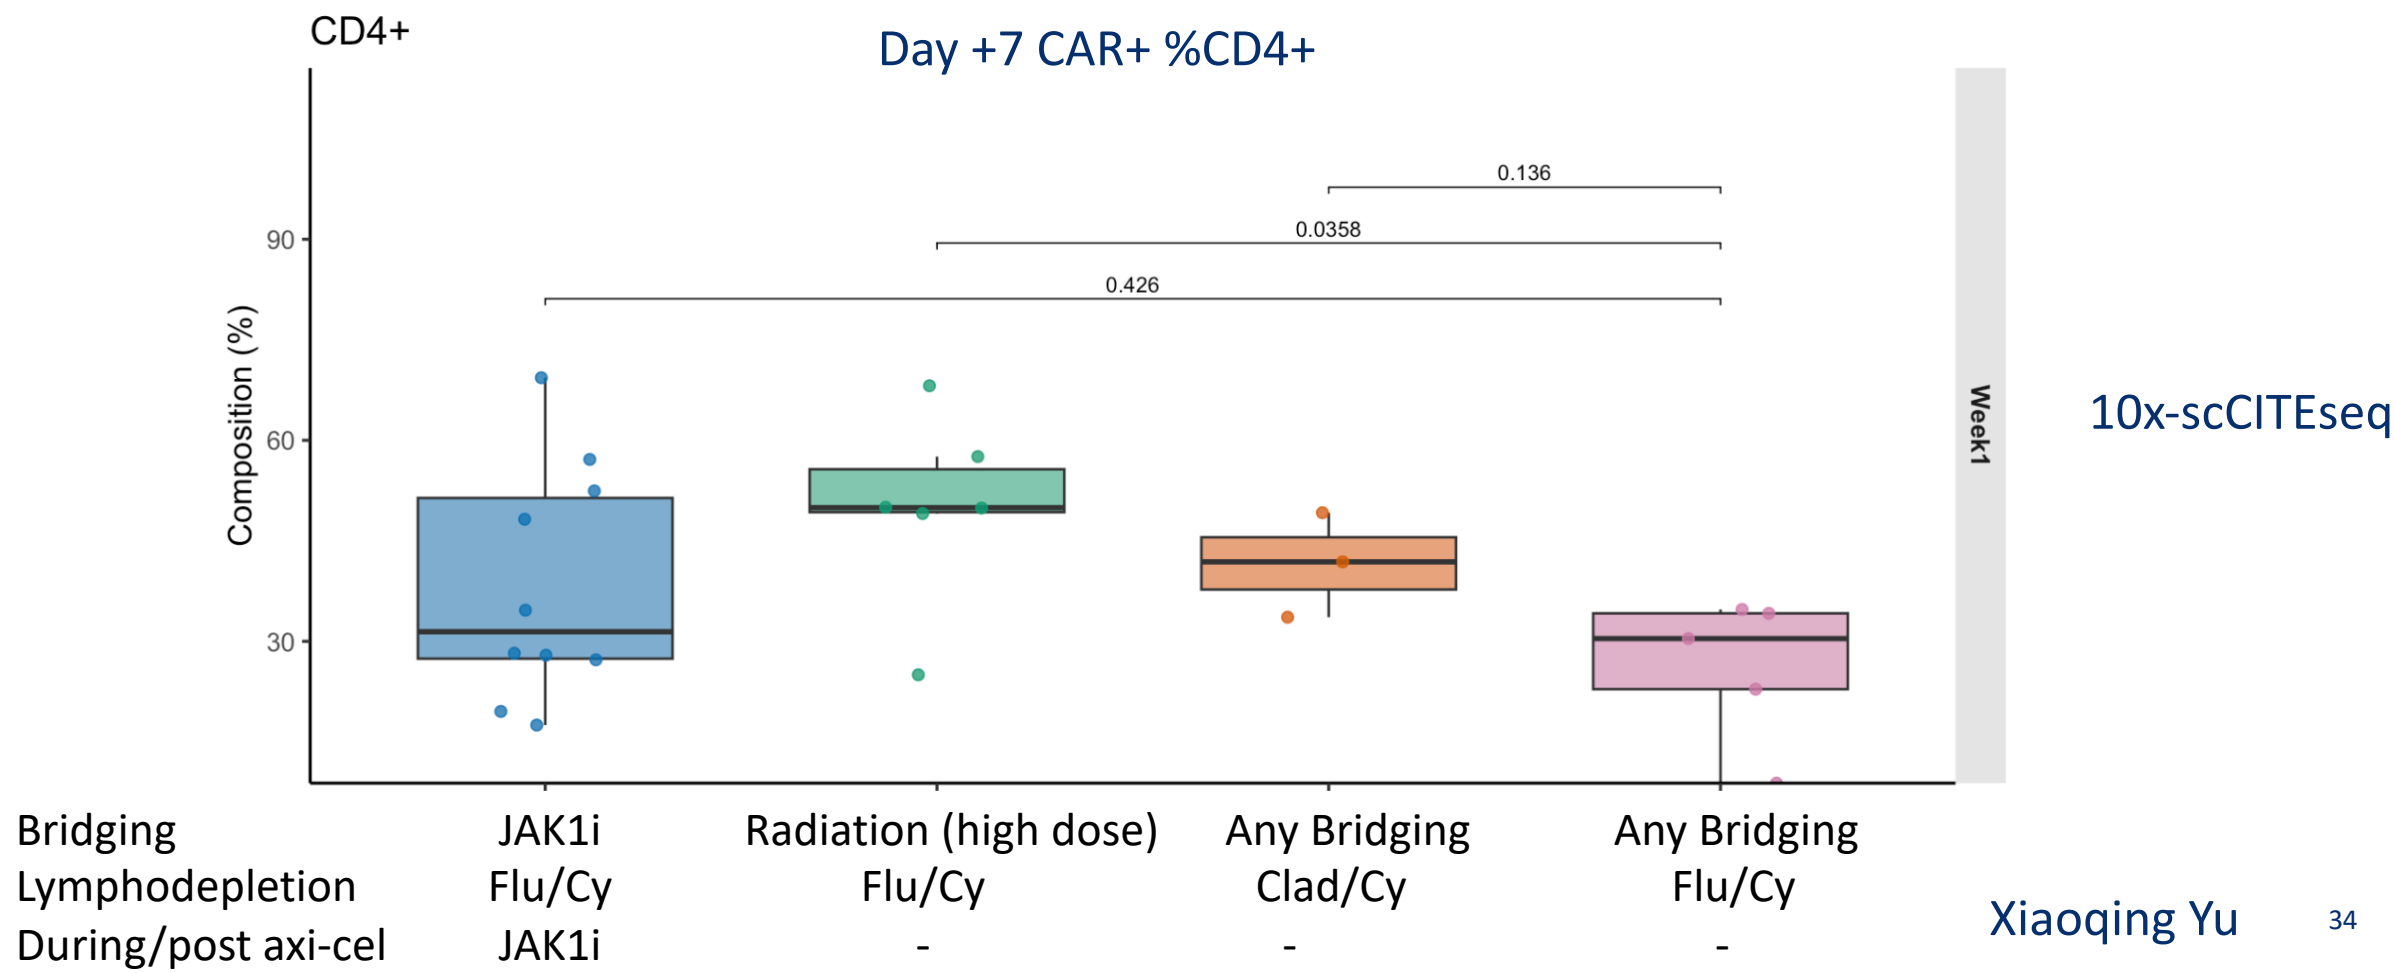 CD4+
Day +7 CAR+ %CD4+
0.136
0.0358
0.426
90
60
30
Composition (%)
Week1
10x-scCITEseq
Bridging JAK1i Radiation (high dose) Any Bridging Any Bridging
Lymphodepletion Flu/Cy Flu/Cy Clad/Cy Flu/Cy
During/post axi-cel JAK1i - - -
Xiaoqing Yu 34